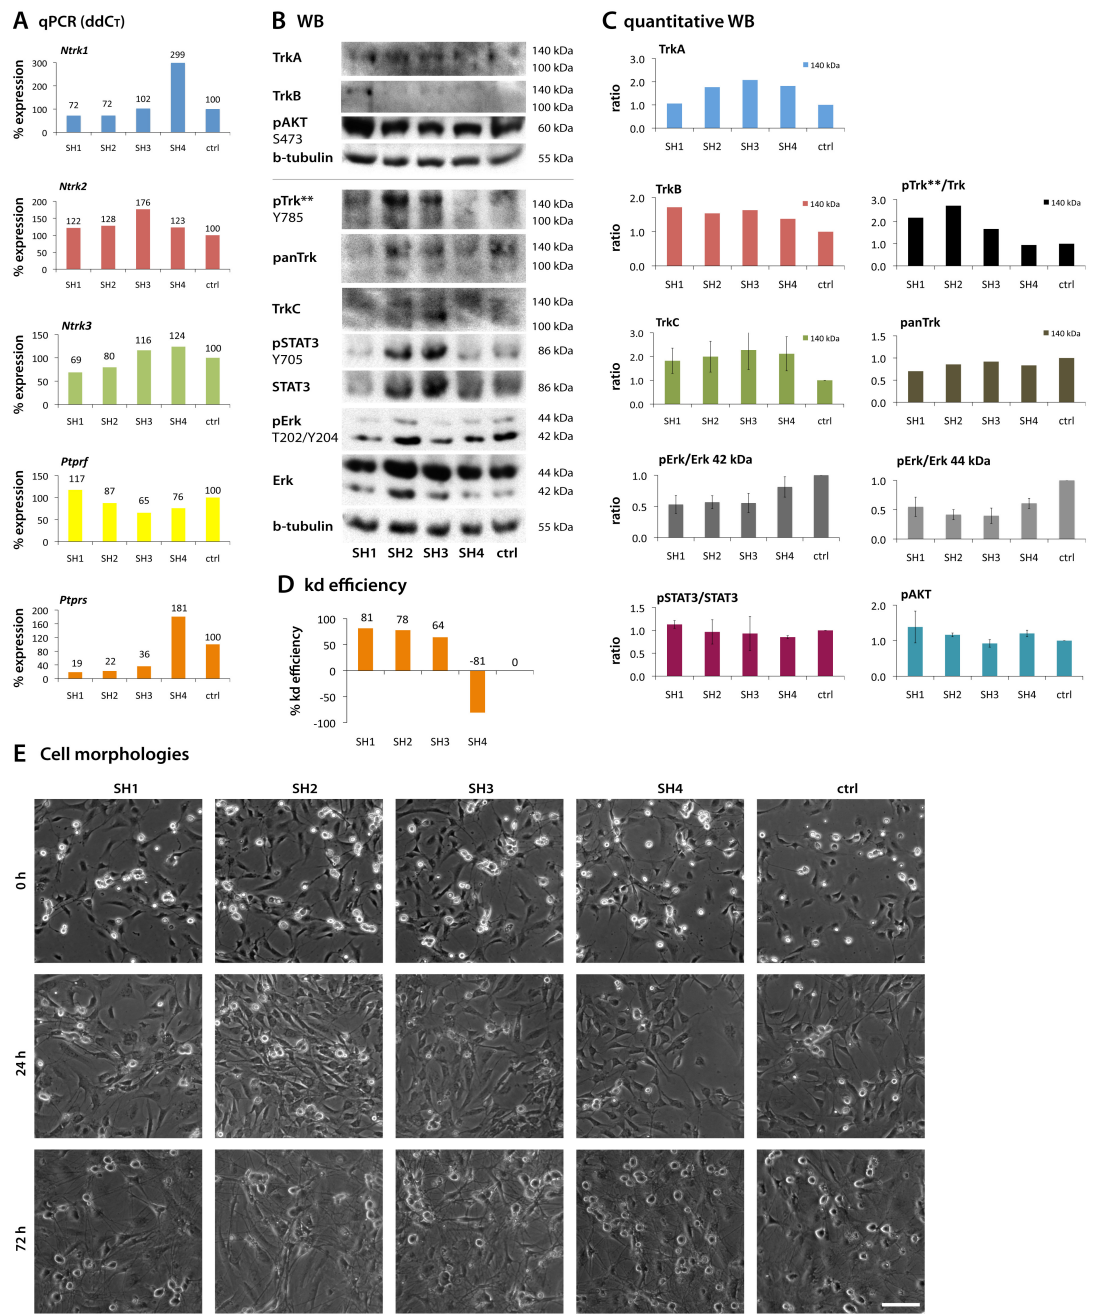 A qPCR (ddCT)
Ntrk1
% expression
300
200
100
0
72 72 102 299 100
SH1 SH2 SH3 SH4 ctrl
Ntrk2
% expression
200
150
100
50
0
122 128 176 123 100
SH1 SH2 SH3 SH4 ctrl
Ntrk3
% expression
150
100
50
0
69 80 116 124 100
SH1 SH2 SH3 SH4 ctrl
Ptprf
% expression
150
100
50
0
117 87 65 76 100
SH1 SH2 SH3 SH4 ctrl
Ptprs
% expression
200
160
120
80
40
0
19 22 36 181 100
SH1 SH2 SH3 SH4 ctrl
B WB
TrkA 140 kDa
100 kDa
TrkB 140 kDa
100 kDa
pAKT
S473 60 kDa
b-tubulin 55 kDa
pTrk** 140 kDa
Y785 100 kDa
panTrk 140 kDa
100 kDa
TrkC 140 kDa
100 kDa
pSTAT3
Y705 86 kDa
STAT3 86 kDa
pErk 44 kDa
T202/Y204 42 kDa
Erk 44 kDa
42 kDa
b-tubulin 55 kDa
SH1 SH2 SH3 SH4 ctrl
C quantitative WB
TrkA
140 kDa
ratio
3.0
2.0
1.0
0.0
SH1 SH2 SH3 SH4 ctrl
TrkB
140 kDa
ratio
2.0
1.0
0.0
SH1 SH2 SH3 SH4 ctrl
pTrk**/Trk
140 kDa
3.0
2.0
1.0
0.0
SH1 SH2 SH3 SH4 ctrl
TrkC
140 kDa
ratio
3.0
2.0
1.0
0.0
SH1 SH2 SH3 SH4 ctrl
panTrk
140 kDa
1.5
1.0
0.5
0.0
SH1 SH2 SH3 SH4 ctrl
pErk/Erk 42 kDa
ratio
1.0
0.5
0.0
SH1 SH2 SH3 SH4 ctrl
pErk/Erk 44 kDa
1.0
0.5
0.0
SH1 SH2 SH3 SH4 ctrl
pSTAT3/STAT3
ratio
1.5
1.0
0.5
0.0
SH1 SH2 SH3 SH4 ctrl
pAKT
2.0
1.0
0.0
SH1 SH2 SH3 SH4 ctrl
D kd efficiency
% kd efficiency
100
50
0
-50
-100
81 78 64 -81 0
SH1 SH2 SH3 SH4
E Cell morphologies
SH1 SH2 SH3 SH4 ctrl
0 h
24 h
72 h